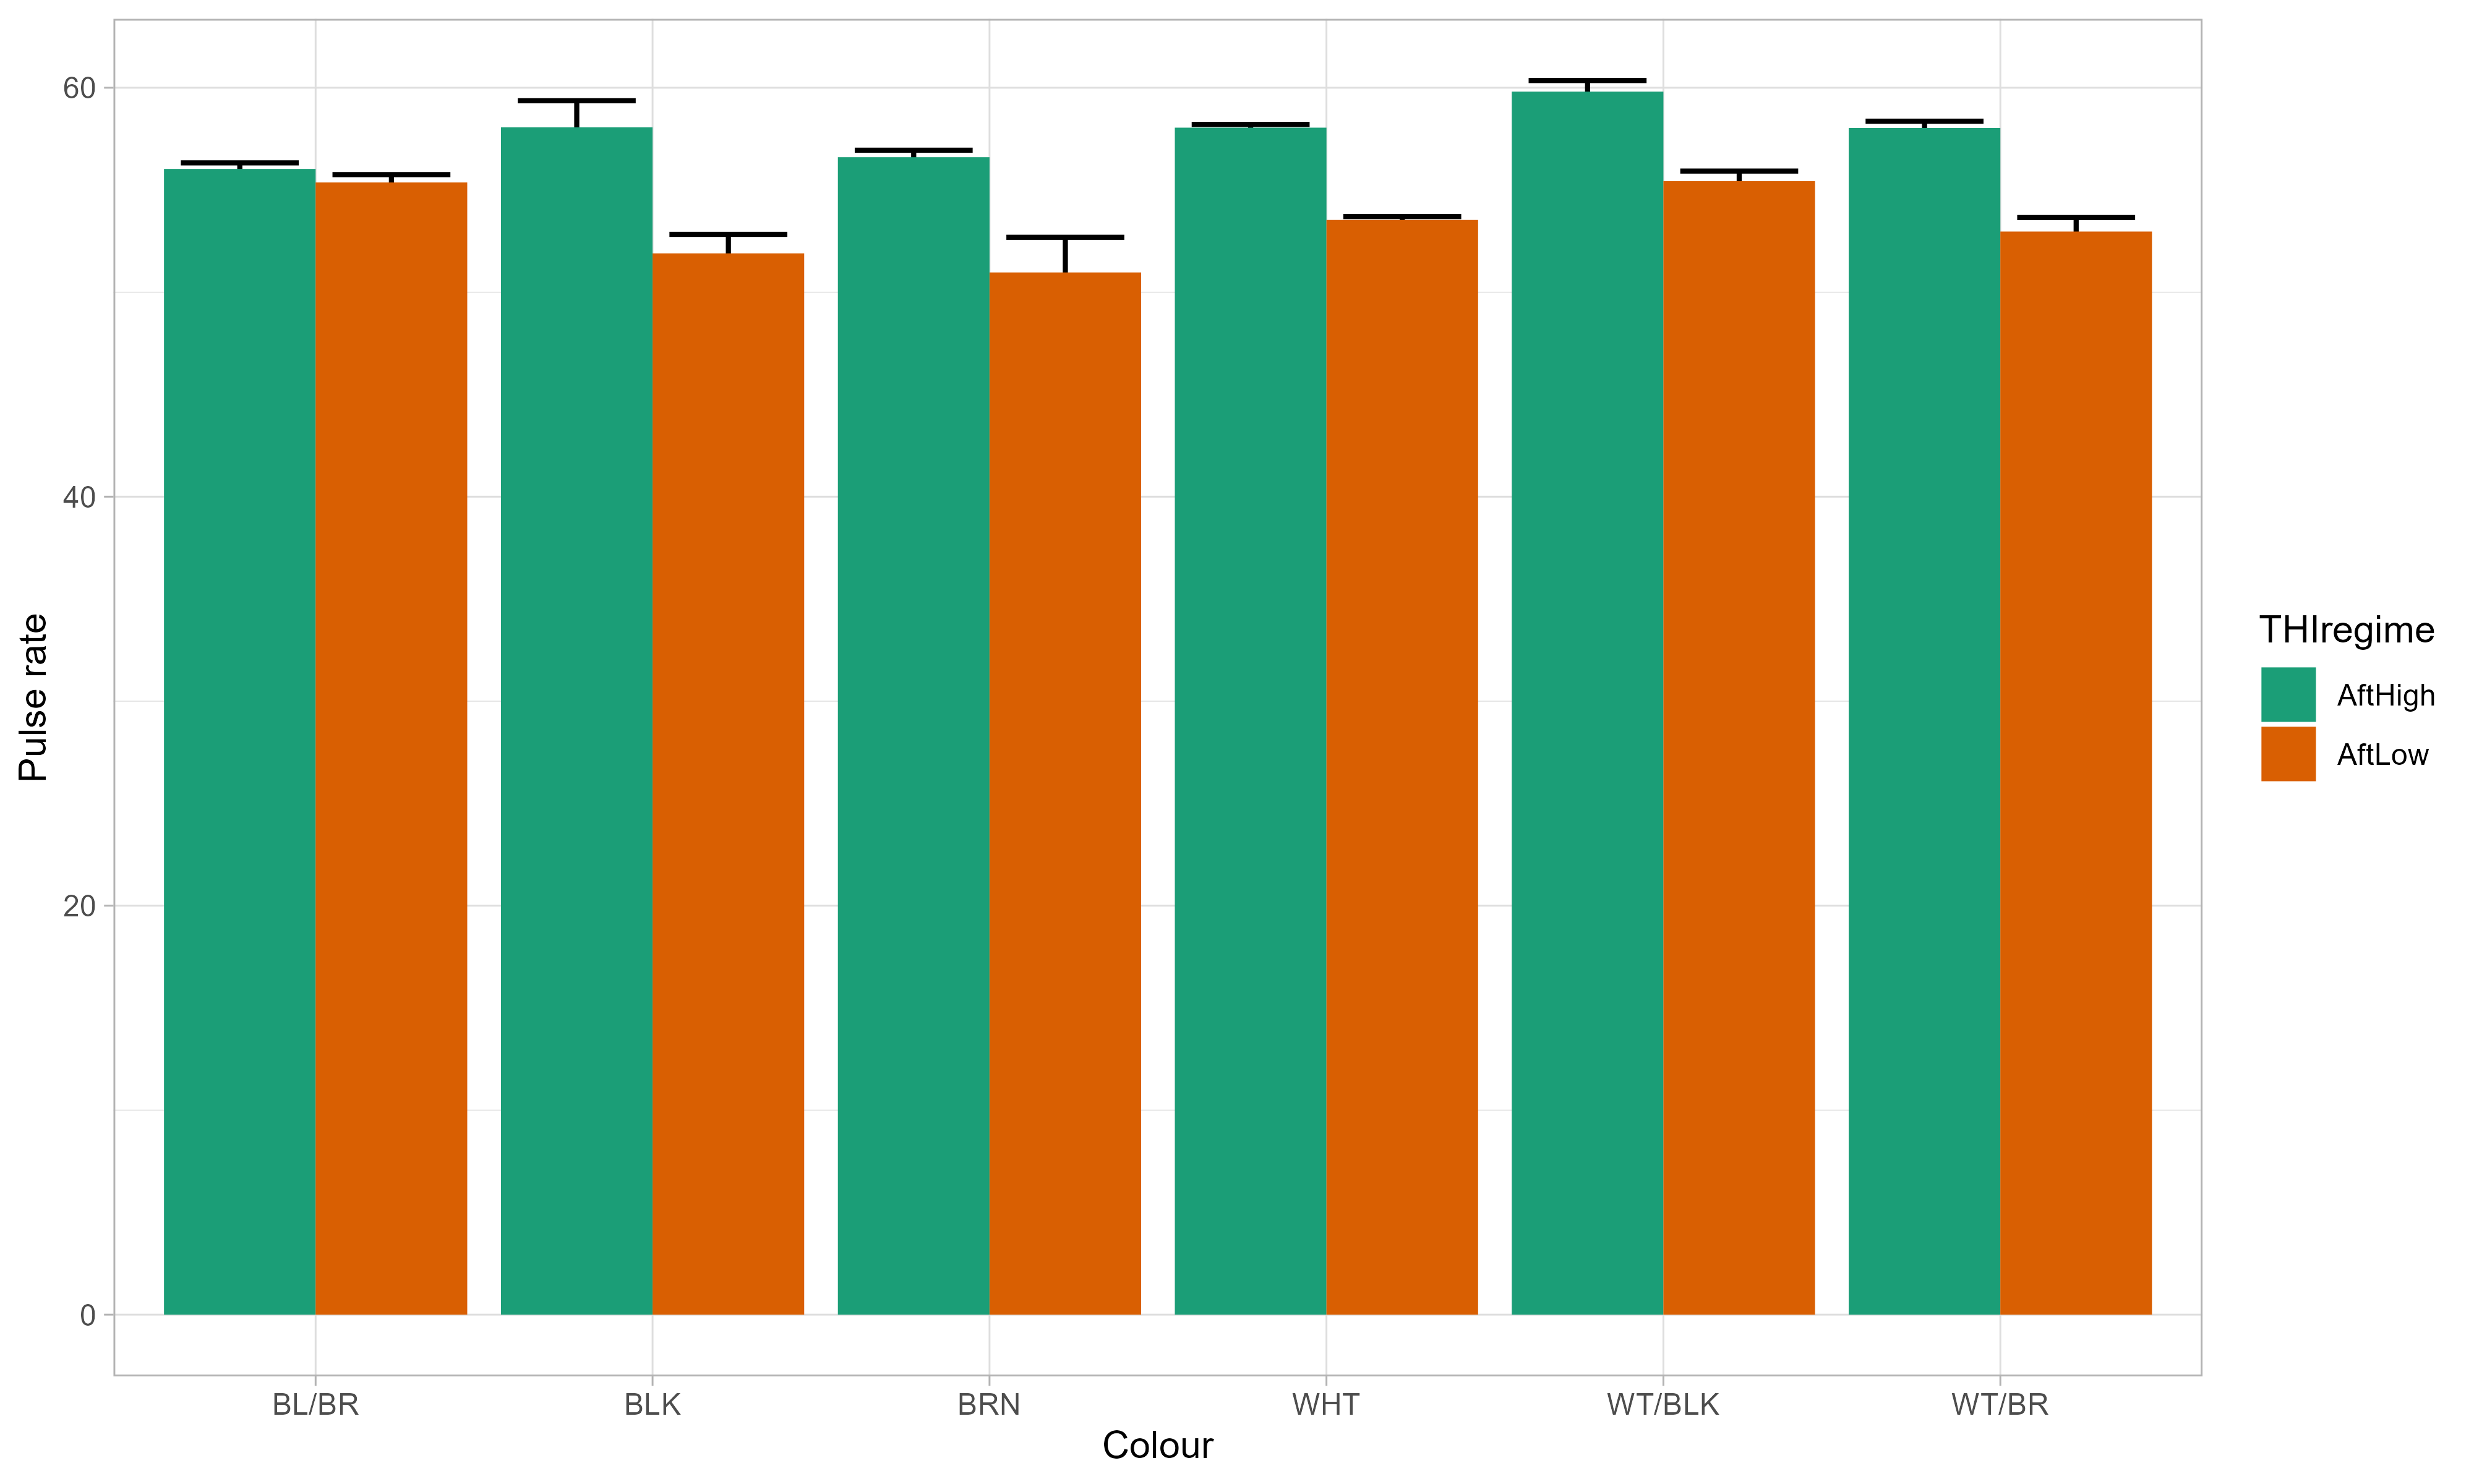 60
40
20
0
Pulse rate
BL/BR BLK BRN WHT WT/BLK WT/BR
Colour
THIregime
AftHigh
AftLow